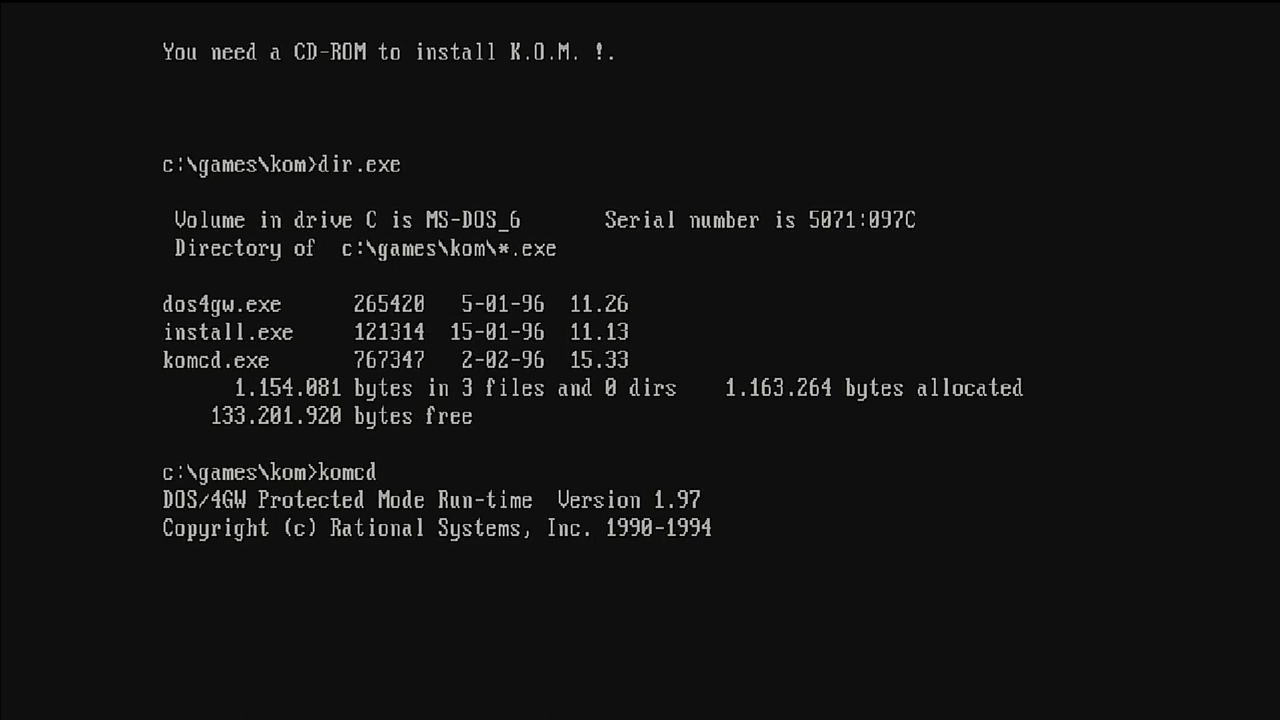 You need a CD-ROM to install K.O.M. !.
c:\games\kom>dir.exe
Volume in drive C is MS-DOS_6 Serial number is 5071:097C
Directory of c:\games\kom\*.exe
dos4gw.exe 265420 5-01-96 11.26
install.exe 121314 15-01-96 11.13
komcd.exe 767347 2-02-96 15.33
1.154.081 bytes in 3 files and 0 dirs 1.163.264 bytes allocated
133.201.920 bytes free
c:\games\kom>komcd
DOS/4GW Protected Mode Run-time Version 1.97
Copyright (c) Rational Systems, Inc. 1990-1994